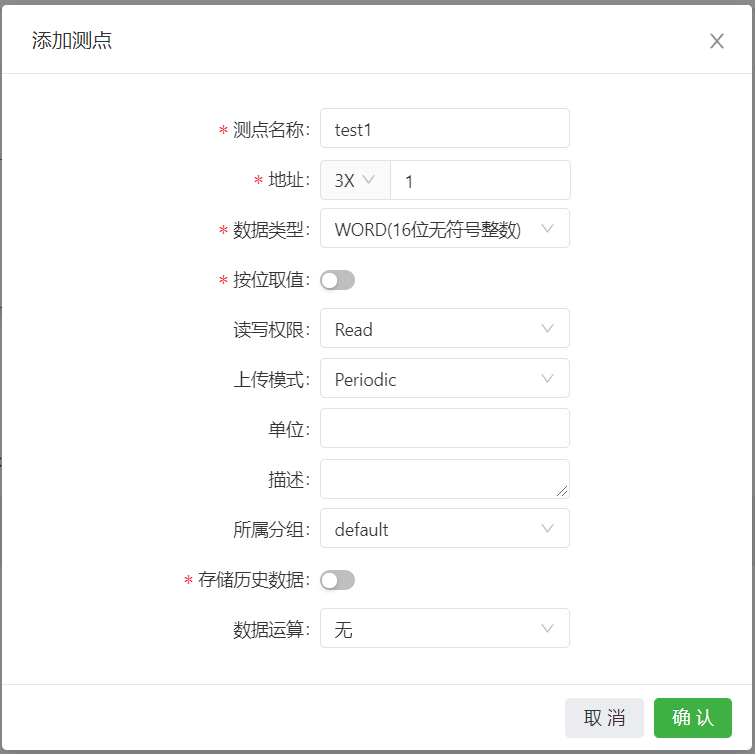 添加测点
* 测点名称: test1
* 地址: 3X 1
* 数据类型: WORD(16位无符号整数)
* 按位取值:
读写权限: Read
上传模式: Periodic
单位:
描述:
所属分组: default
* 存储历史数据:
数据运算: 无
取 消 确 认